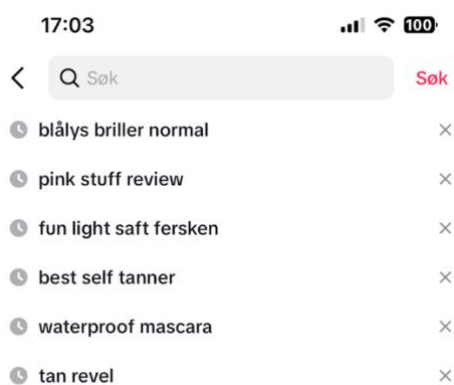 17:03
100
Søk
Søk
blålys briller normal
pink stuff review
fun light saft fersken
best self tanner
waterproof mascara
tan revel